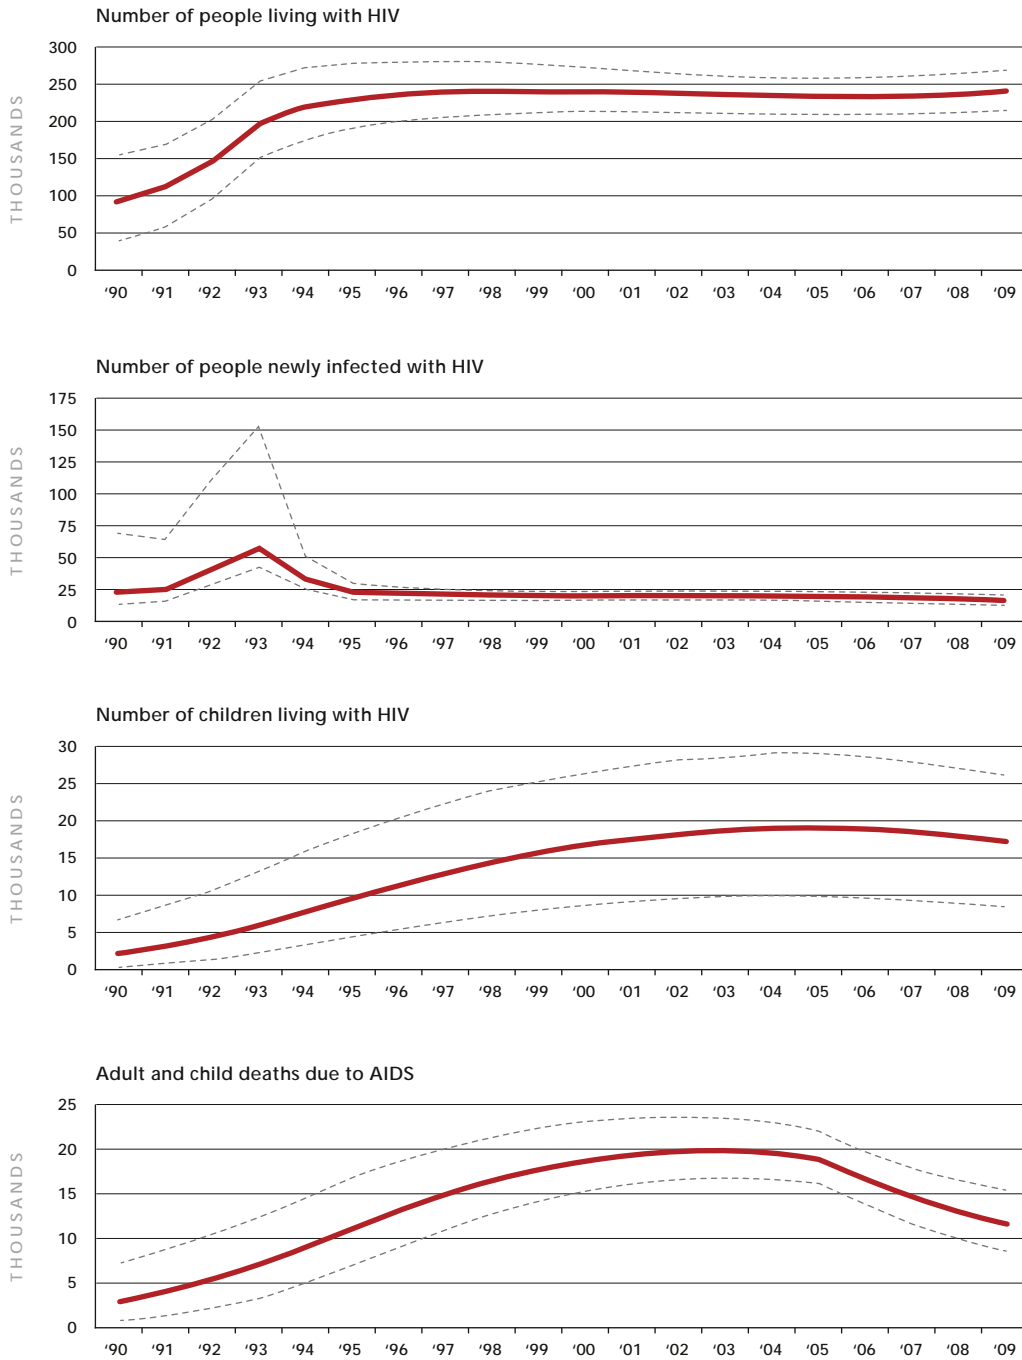 Number of people living with HIV
THOUSANDS
300
250
200
150
100
50
0
‘90 ‘91 ‘92 ‘93 ‘94 ‘95 ‘96 ‘97 ‘98 ‘99 ‘00 ‘01 ‘02 ‘03 ‘04 ‘05 ‘06 ‘07 ‘08 ‘09
Number of people newly infected with HIV
THOUSANDS
175
150
125
100
75
50
25
0
‘90 ‘91 ‘92 ‘93 ‘94 ‘95 ‘96 ‘97 ‘98 ‘99 ‘00 ‘01 ‘02 ‘03 ‘04 ‘05 ‘06 ‘07 ‘08 ‘09
Number of children living with HIV
THOUSANDS
30
25
20
15
10
5
0
‘90 ‘91 ‘92 ‘93 ‘94 ‘95 ‘96 ‘97 ‘98 ‘99 ‘00 ‘01 ‘02 ‘03 ‘04 ‘05 ‘06 ‘07 ‘08 ‘09
Adult and child deaths due to AIDS
THOUSANDS
25
20
15
10
5
0
‘90 ‘91 ‘92 ‘93 ‘94 ‘95 ‘96 ‘97 ‘98 ‘99 ‘00 ‘01 ‘02 ‘03 ‘04 ‘05 ‘06 ‘07 ‘08 ‘09